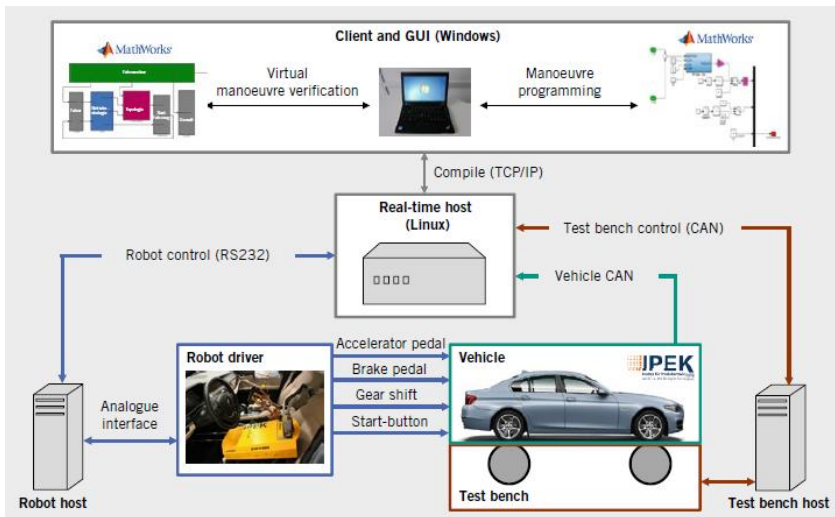 Client and GUI (Windows)
MathWorks®
MathWorks®
Virtual
manoeuvre verification
Manoeuvre
programming
Compile (TCP/IP)
Real-time host
(Linux)
Test bench control (CAN)
Robot control (RS232)
Vehicle CAN
Robot driver
Accelerator pedal
Vehicle
IPEK
Brake pedal
Gear shift
Start-button
Analogue
interface
Robot host
Test bench
Test bench host